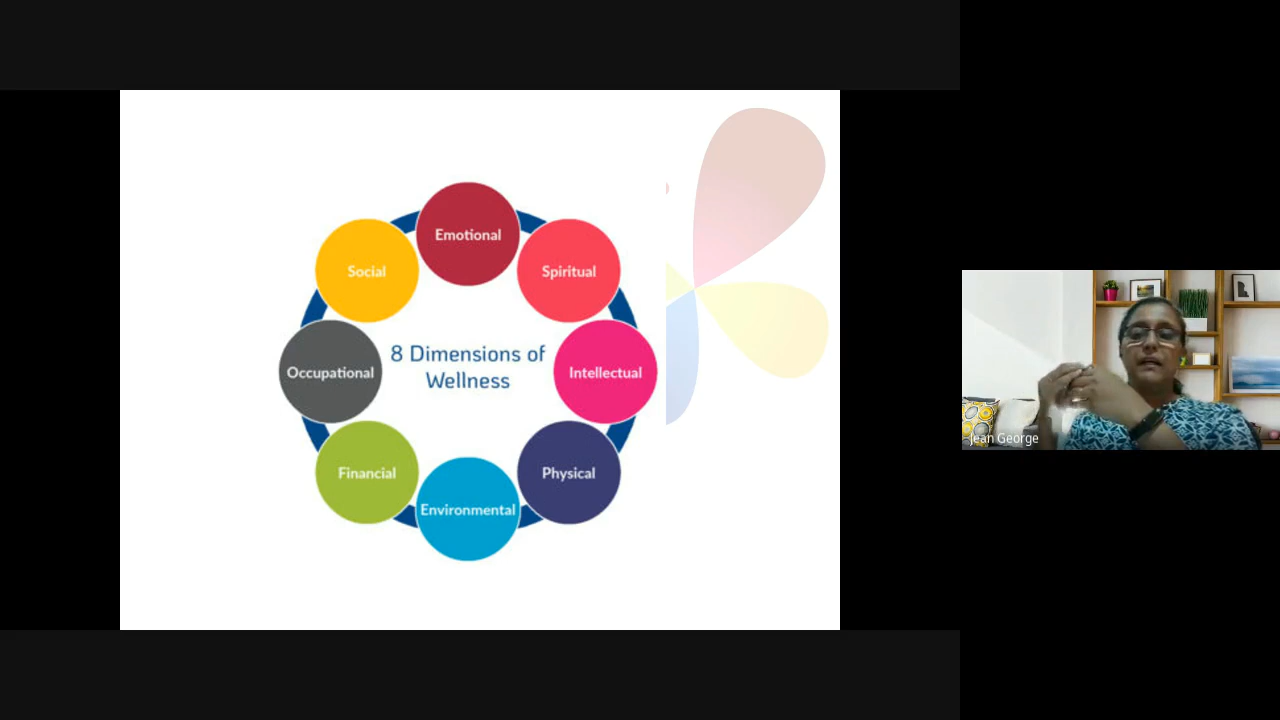 Emotional
Social
Spiritual
8 Dimensions of
Wellness
Occupational
Intellectual
Financial
Physical
Environmental
Jean George